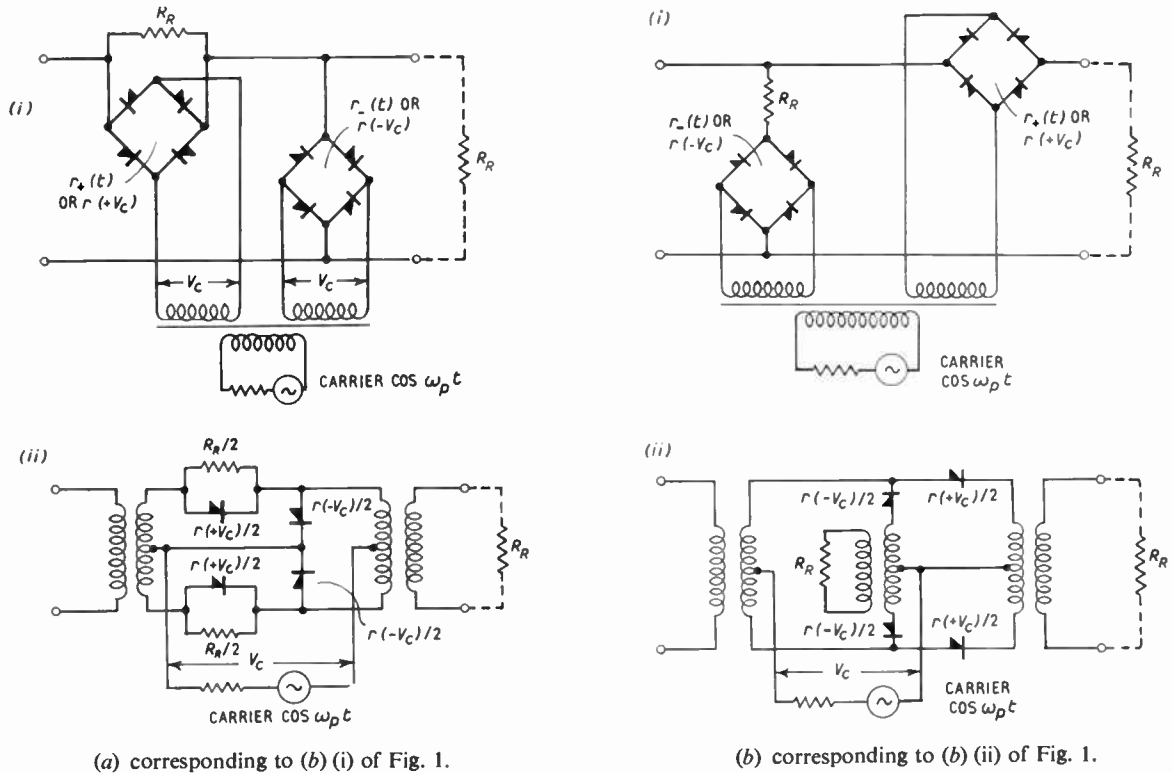 (i)
R_R
r_-(t) OR
r(-V_C)
r_+(t)
OR r(+V_C)
R_R
V_C
V_C
CARRIER COS ω_p t
(ii)
R_R/2
r(-V_C)/2
r(+V_C)/2
r(+V_C)/2
R_R
R_R/2
r(-V_C)/2
V_C
CARRIER COS ω_p t
(a) corresponding to (b) (i) of Fig. 1.
(i)
R_R
r_-(t) OR
r(-V_C)
r_+(t) OR
r(+V_C)
R_R
CARRIER
COS ω_p t
(ii)
r(-V_C)/2
r(+V_C)/2
R_R
R_R
r(-V_C)/2
r(+V_C)/2
V_C
CARRIER
COS ω_p t
(b) corresponding to (b) (ii) of Fig. 1.